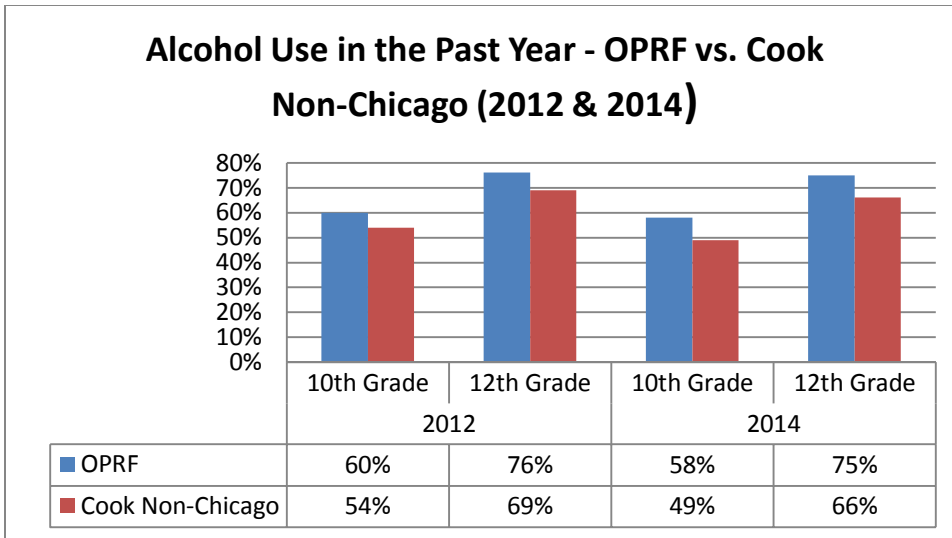 Alcohol Use in the Past Year - OPRF vs. Cook
Non-Chicago (2012 & 2014)
80%
70%
60%
50%
40%
30%
20%
10%
0%
10th Grade 12th Grade 10th Grade 12th Grade
2012 2014
OPRF 60% 76% 58% 75%
Cook Non-Chicago 54% 69% 49% 66%